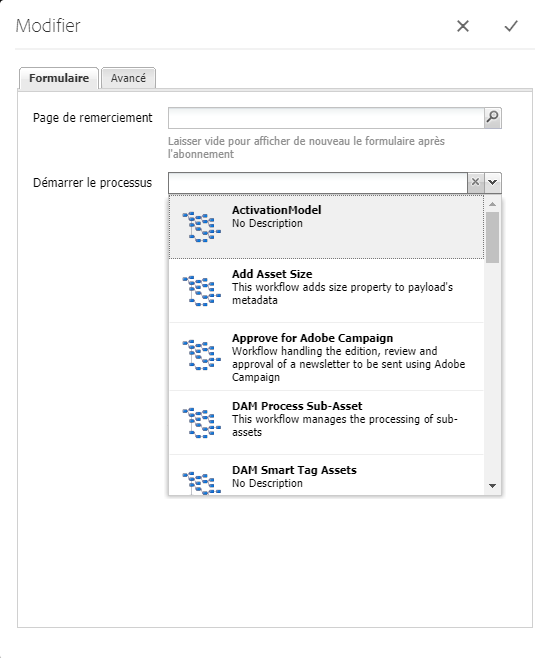 Modifier
Formulaire
Avancé
Page de remerciement
Laisser vide pour afficher de nouveau le formulaire après
l'abonnement
Démarrer le processus
ActivationModel
No Description
Add Asset Size
This workflow adds size property to payload's
metadata
Approve for Adobe Campaign
Workflow handling the edition, review and
approval of a newsletter to be sent using Adobe
Campaign
DAM Process Sub-Asset
This workflow manages the processing of sub-
assets
DAM Smart Tag Assets
No Description